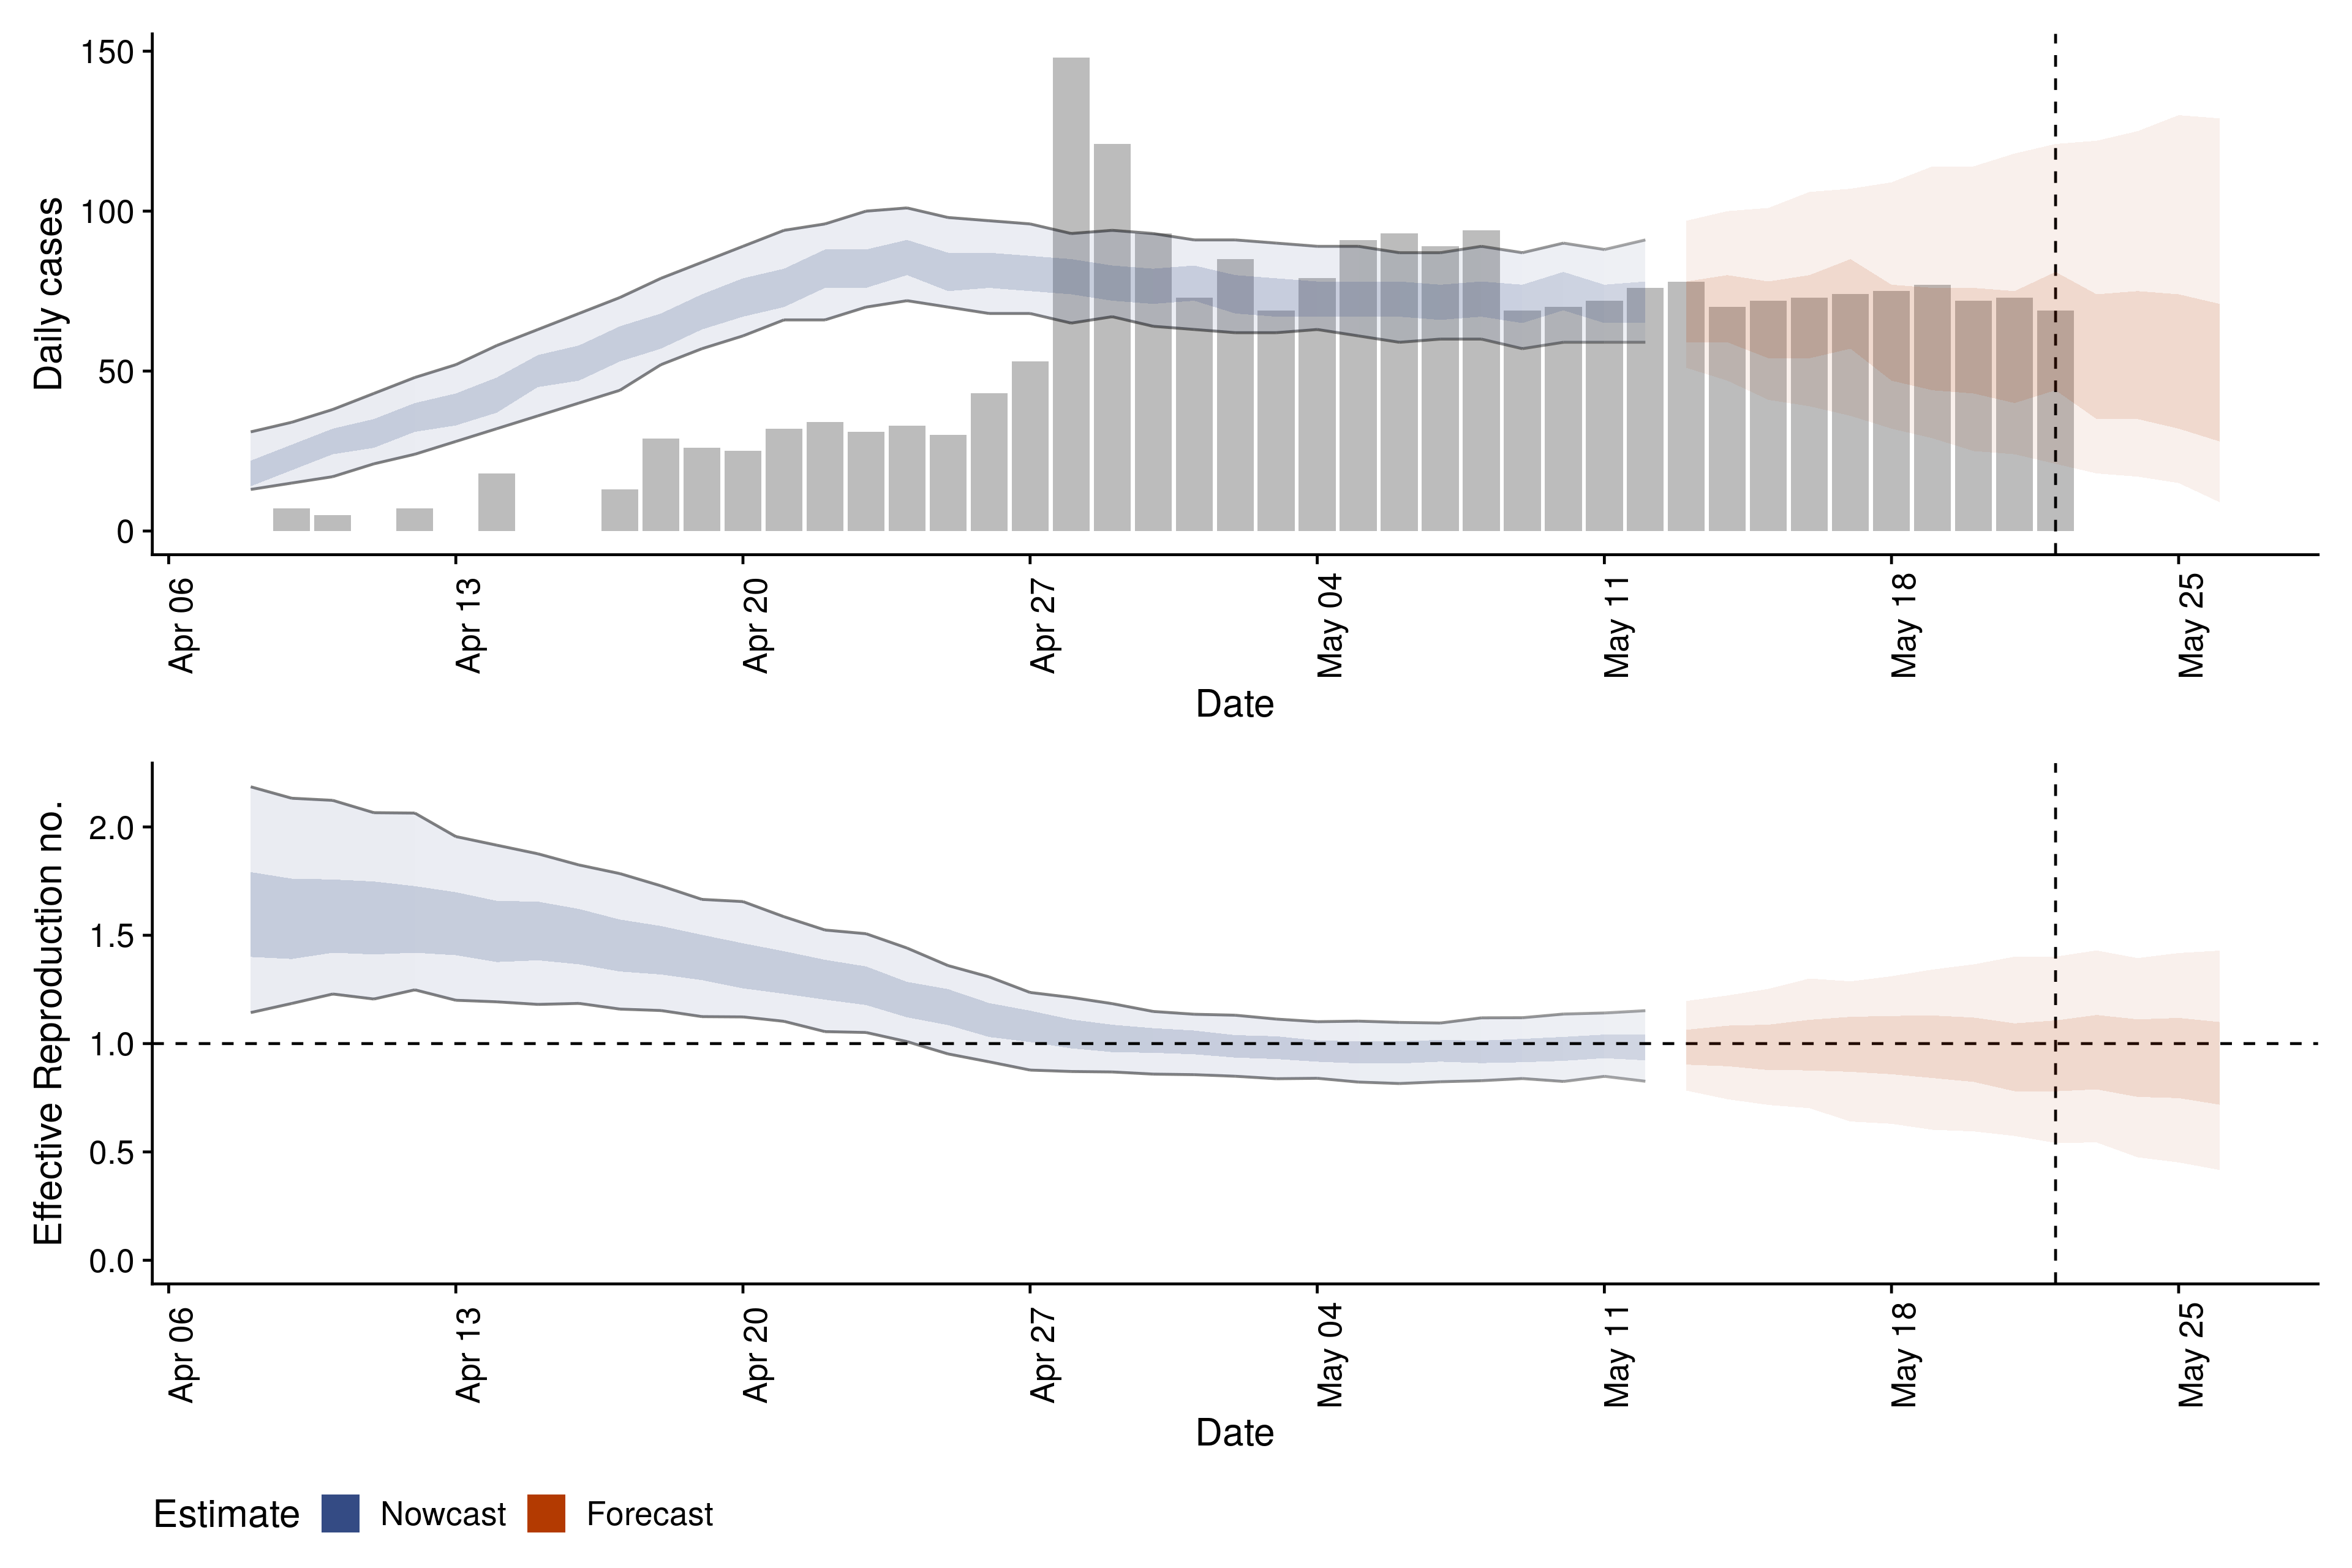 150
100
50
0
Daily cases
Apr 06
Apr 13
Apr 20
Apr 27
May 04
May 11
May 18
May 25
Date
2.0
1.5
1.0
0.5
0.0
Effective Reproduction no.
Apr 06
Apr 13
Apr 20
Apr 27
May 04
May 11
May 18
May 25
Date
Estimate Nowcast Forecast